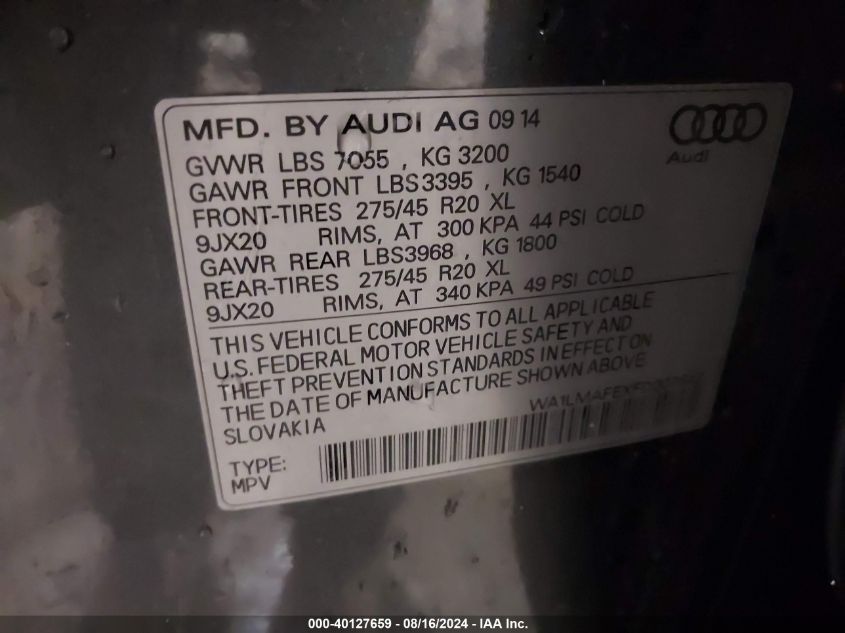 MFD. BY AUDI AG 09 14
Audi
GVWR LBS 7055 , KG 3200
GAWR FRONT LBS3395 , KG 1540
FRONT-TIRES 275/45 R20 XL
9JX20 RIMS, AT 300 KPA 44 PSI COLD
GAWR REAR LBS3968 , KG 1800
REAR-TIRES 275/45 R20 XL
9JX20 RIMS, AT 340 KPA 49 PSI COLD
THIS VEHICLE CONFORMS TO ALL APPLICABLE
U.S. FEDERAL MOTOR VEHICLE SAFETY AND
THEFT PREVENTION STANDARDS IN EFFECT ON
THE DATE OF MANUFACTURE SHOWN ABOVE
SLOVAKIA
TYPE:
MPV
000-40127659 - 08/16/2024 - IAA Inc.